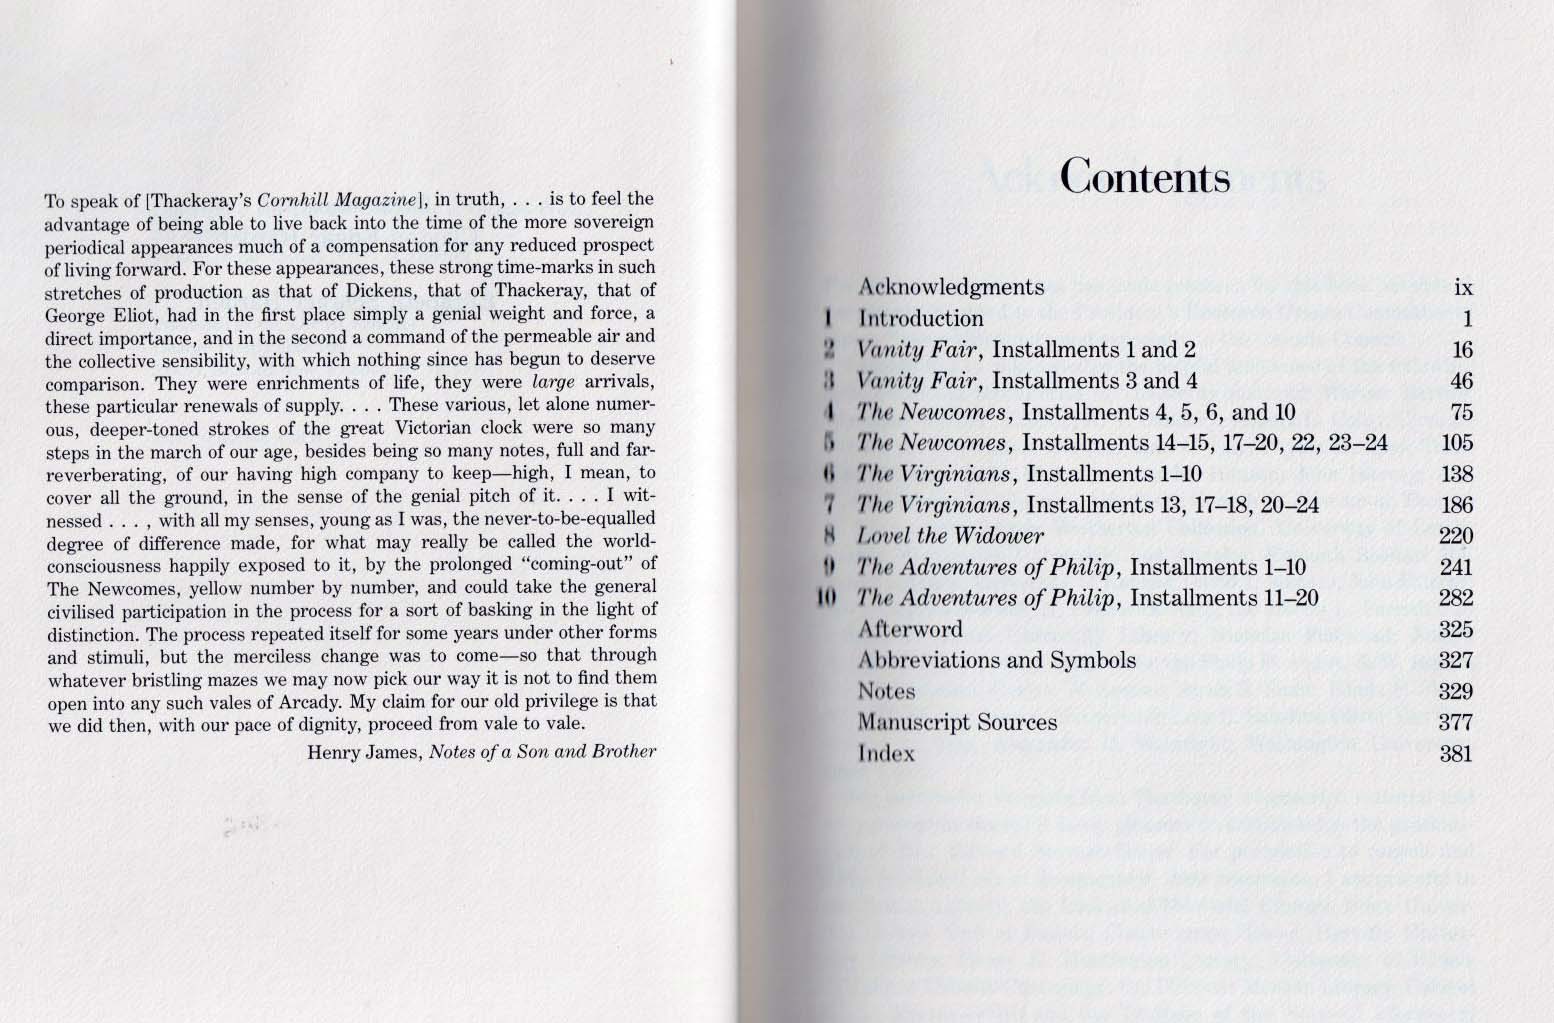 To speak of [Thackeray's Cornhill Magazine], in truth, . . . is to feel the
advantage of being able to live back into the time of the more sovereign
periodical appearances much of a compensation for any reduced prospect
of living forward. For these appearances, these strong time-marks in such
stretches of production as that of Dickens, that of Thackeray, that of
George Eliot, had in the first place simply a genial weight and force, a
direct importance, and in the second a command of the permeable air and
the collective sensibility, with which nothing since has begun to deserve
comparison. They were enrichments of life, they were large arrivals,
these particular renewals of supply. . . . These various, let alone numer-
ous, deeper-toned strokes of the great Victorian clock were so many
steps in the march of our age, besides being so many notes, full and far-
reverberating, of our having high company to keep—high, I mean, to
cover all the ground, in the sense of the genial pitch of it. . . . I wit-
nessed . . . , with all my senses, young as I was, the never-to-be-equalled
degree of difference made, for what may really be called the world-
consciousness happily exposed to it, by the prolonged “coming-out” of
The Newcomes, yellow number by number, and could take the general
civilised participation in the process for a sort of basking in the light of
distinction. The process repeated itself for some years under other forms
and stimuli, but the merciless change was to come—so that through
whatever bristling mazes we may now pick our way it is not to find them
open into any such vales of Arcady. My claim for our old privilege is that
we did then, with our pace of dignity, proceed from vale to vale.
Henry James, Notes of a Son and Brother
Contents
Acknowledgments ix
1 Introduction 1
2 Vanity Fair, Installments 1 and 2 16
3 Vanity Fair, Installments 3 and 4 46
4 The Newcomes, Installments 4, 5, 6, and 10 75
5 The Newcomes, Installments 14–15, 17–20, 22, 23–24 105
6 The Virginians, Installments 1–10 138
7 The Virginians, Installments 13, 17–18, 20–24 186
8 Lovel the Widower 220
9 The Adventures of Philip, Installments 1–10 241
10 The Adventures of Philip, Installments 11–20 282
Afterword 325
Abbreviations and Symbols 327
Notes 329
Manuscript Sources 377
Index 381